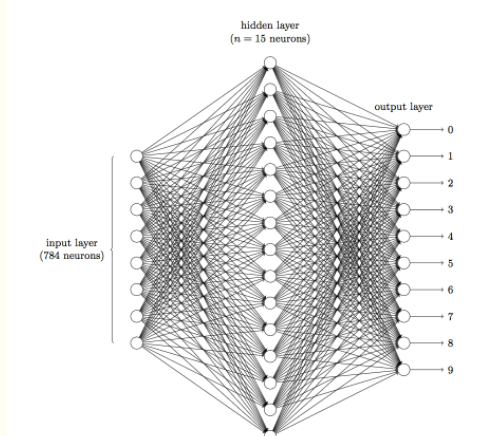 hidden layer
(n = 15 neurons)
output layer
0
1
2
3
4
5
6
7
8
9
input layer
(784 neurons)